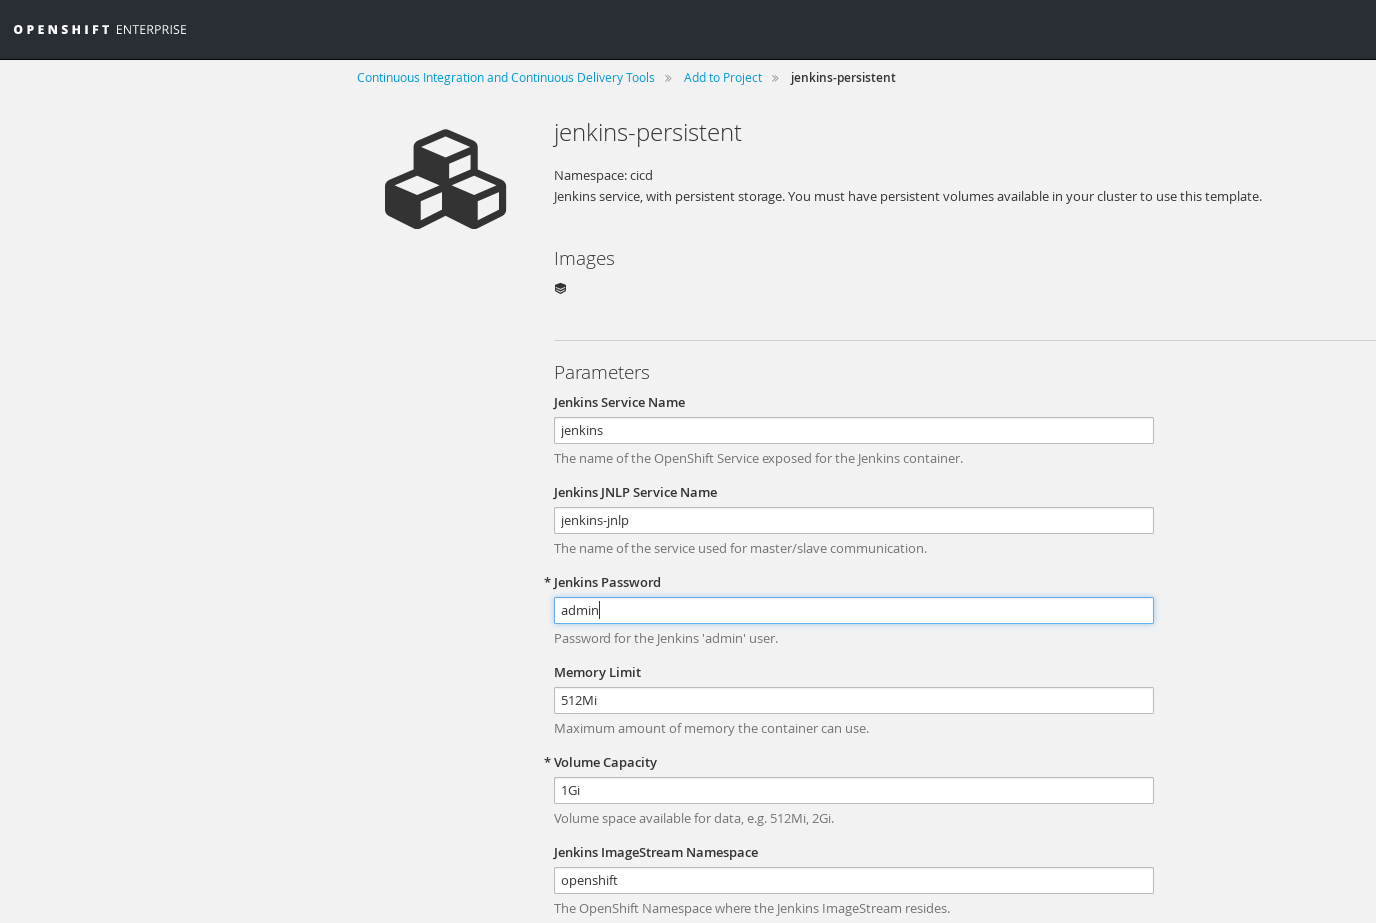 OPENSHIFT ENTERPRISE
Continuous Integration and Continuous Delivery Tools » Add to Project » jenkins-persistent
jenkins-persistent
Namespace: cicd
Jenkins service, with persistent storage. You must have persistent volumes available in your cluster to use this template.
Images
Parameters
Jenkins Service Name
jenkins
The name of the OpenShift Service exposed for the Jenkins container.
Jenkins JNLP Service Name
jenkins-jnlp
The name of the service used for master/slave communication.
* Jenkins Password
admin
Password for the Jenkins 'admin' user.
Memory Limit
512Mi
Maximum amount of memory the container can use.
* Volume Capacity
1Gi
Volume space available for data, e.g. 512Mi, 2Gi.
Jenkins ImageStream Namespace
openshift
The OpenShift Namespace where the Jenkins ImageStream resides.